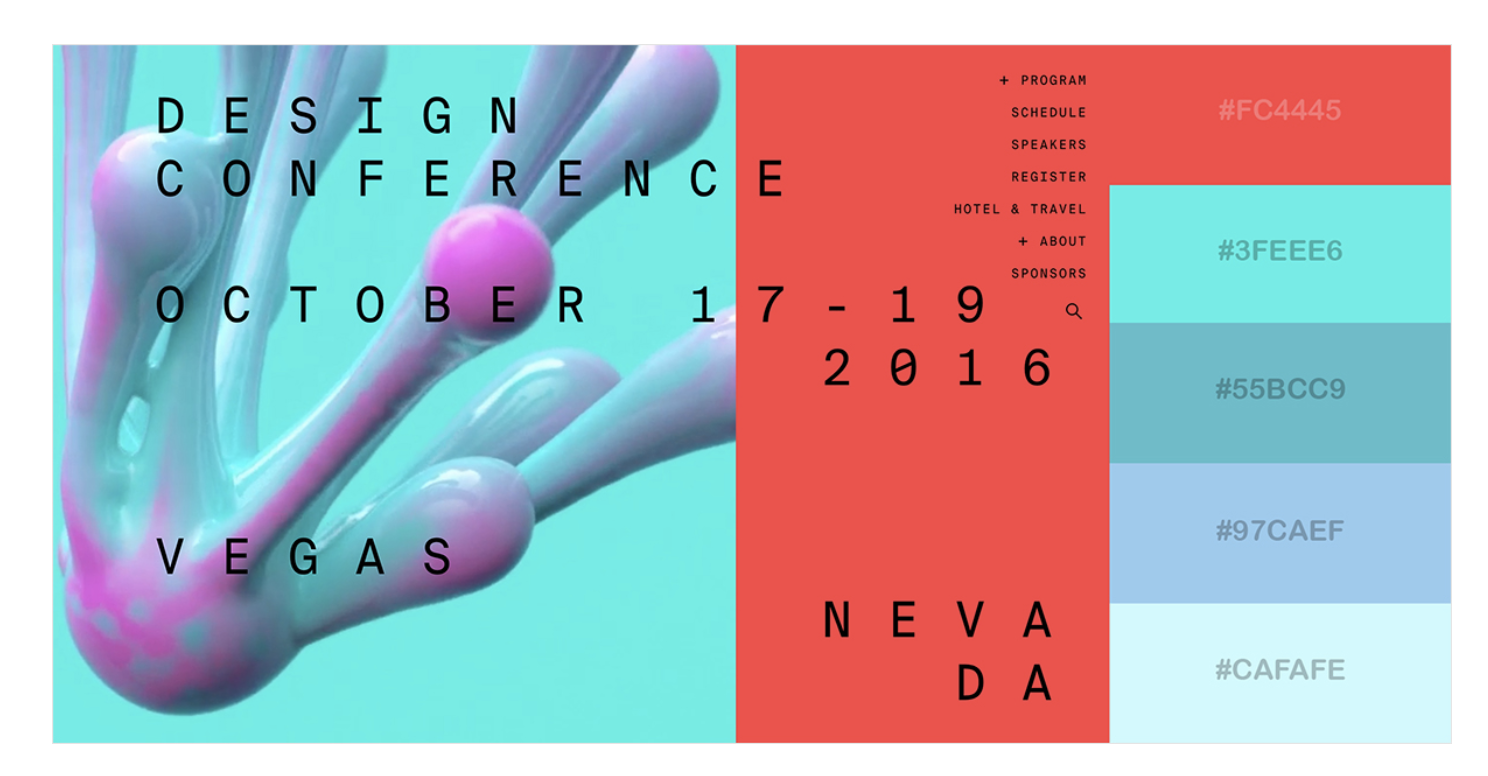 DESIGN
CONFERENCE
OCTOBER 17-19
2016
VEGAS
NEVA
DA
+ PROGRAM
SCHEDULE
SPEAKERS
REGISTER
HOTEL & TRAVEL
+ ABOUT
SPONSORS
#FC4445
#3FEEE6
#55BCC9
#97CAEF
#CAFAFE